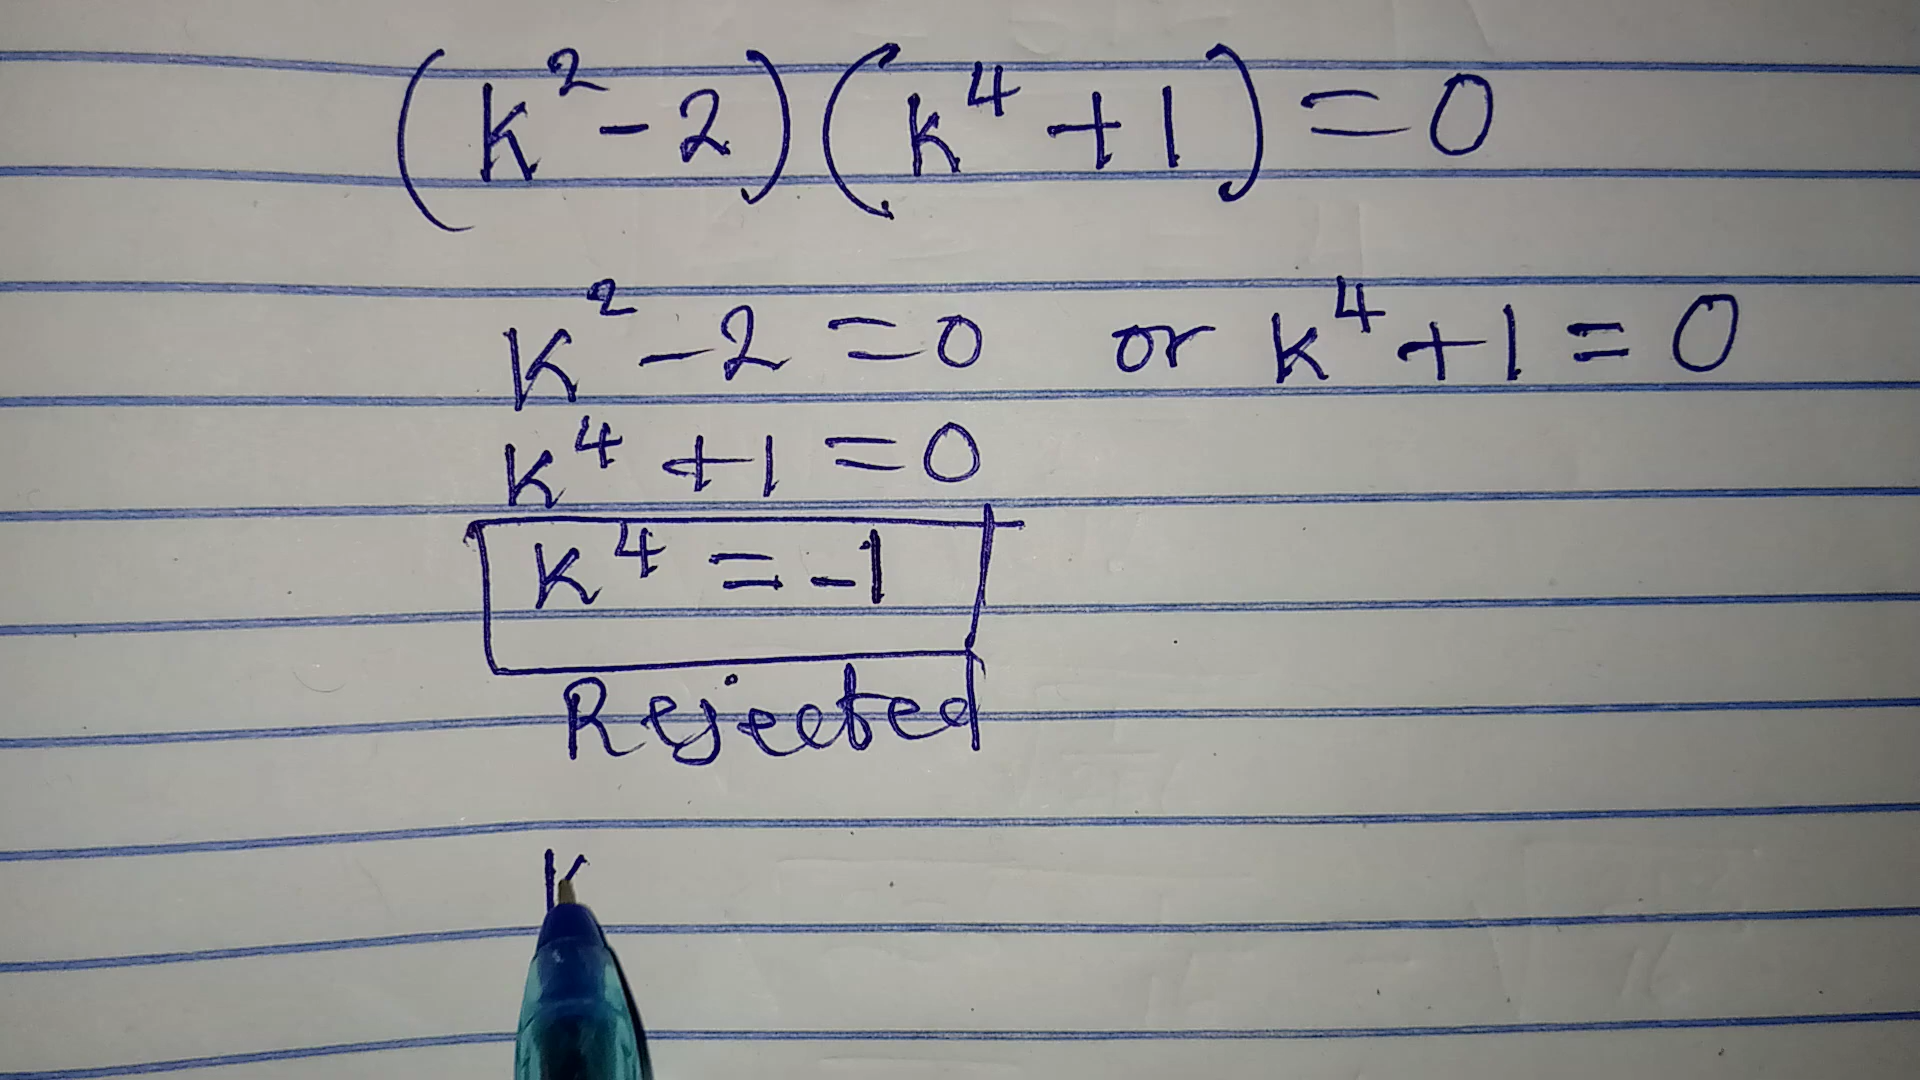 (k²-2)(k⁴+1)=0
k²-2=0 or k⁴+1=0
k⁴+1=0
k⁴=-1
Rejected
k